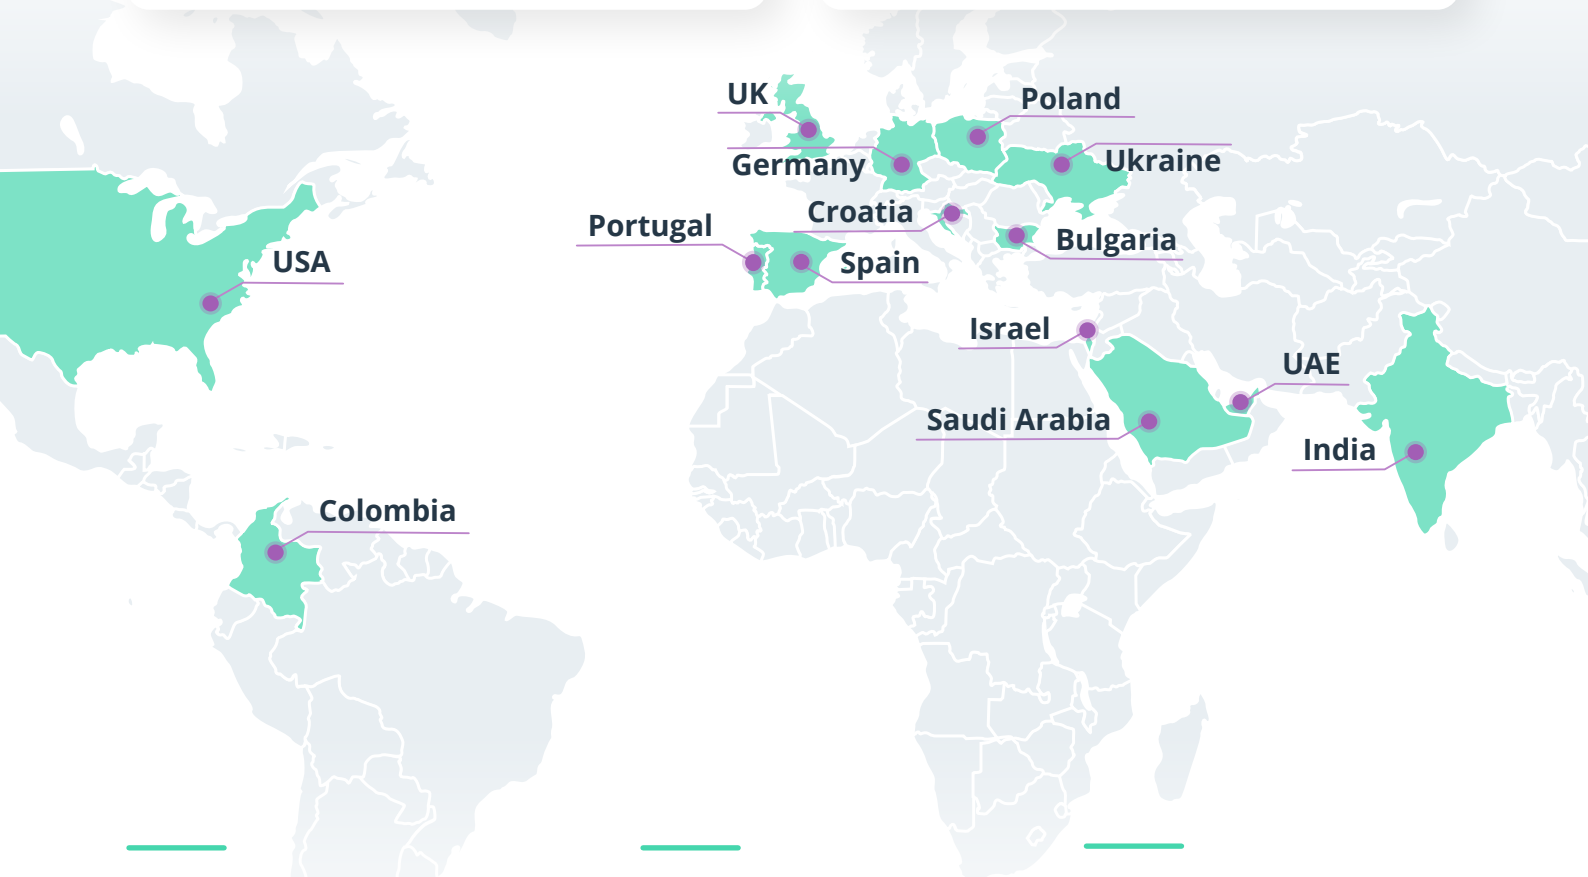 UK
Poland
Germany
Ukraine
Croatia
Portugal
Bulgaria
Spain
USA
Israel
UAE
Saudi Arabia
India
Colombia